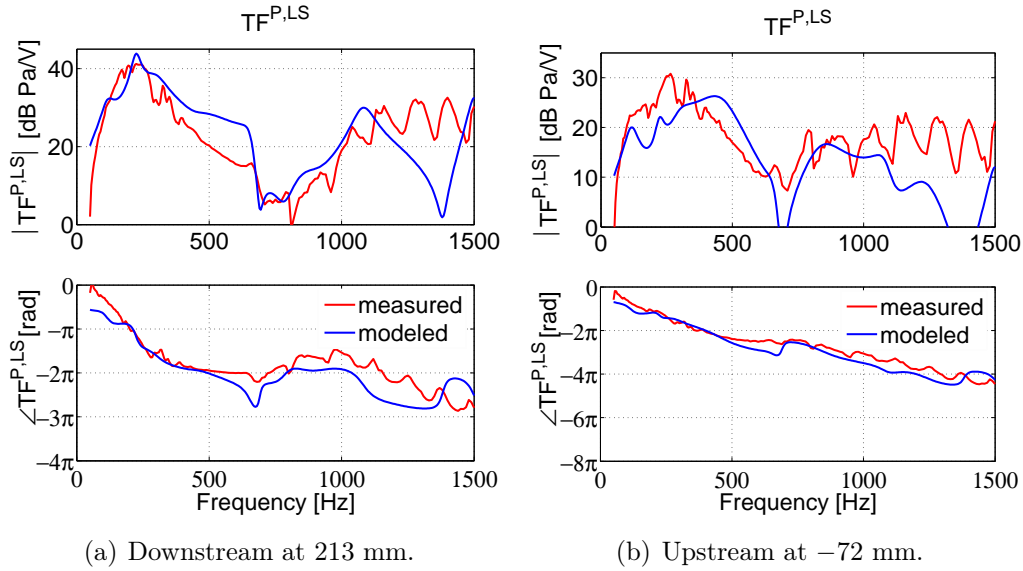 TF^P,LS
|TF^P,LS| [dB Pa/V]
40
20
0
0
500
1000
1500
∠TF^P,LS [rad]
0
−π
−2π
−3π
−4π
measured
modeled
0
500
1000
1500
Frequency [Hz]
(a) Downstream at 213 mm.
TF^P,LS
|TF^P,LS| [dB Pa/V]
30
20
10
0
0
500
1000
1500
∠TF^P,LS [rad]
0
−2π
−4π
−6π
−8π
measured
modeled
0
500
1000
1500
Frequency [Hz]
(b) Upstream at −72 mm.